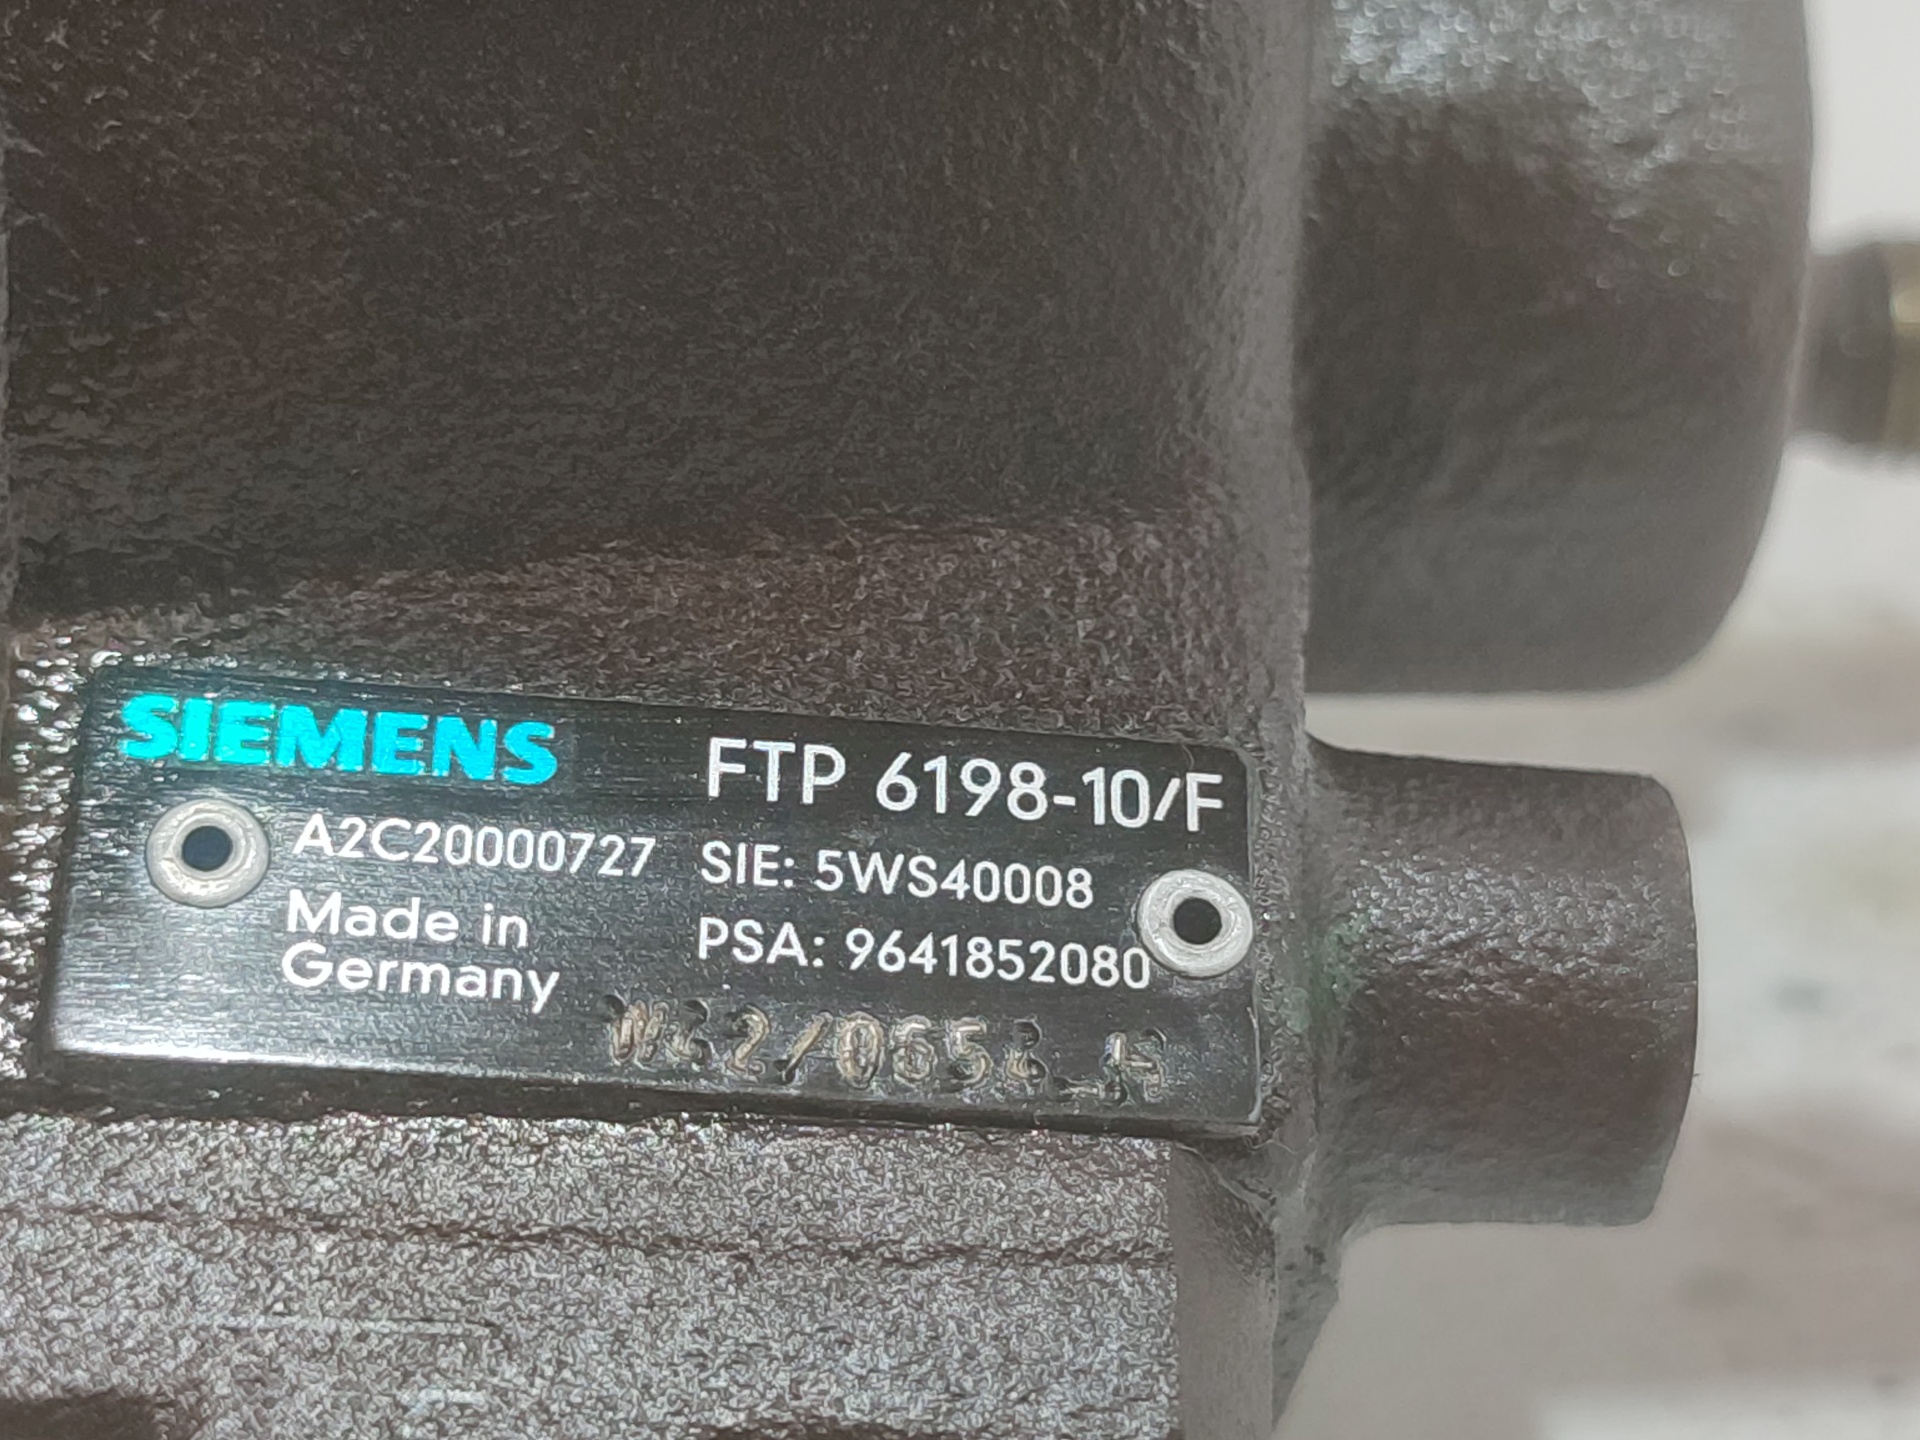 SIEMENS
FTP 6198-10/F
A2C20000727
SIE: 5WS40008
Made in
Germany
PSA: 9641852080